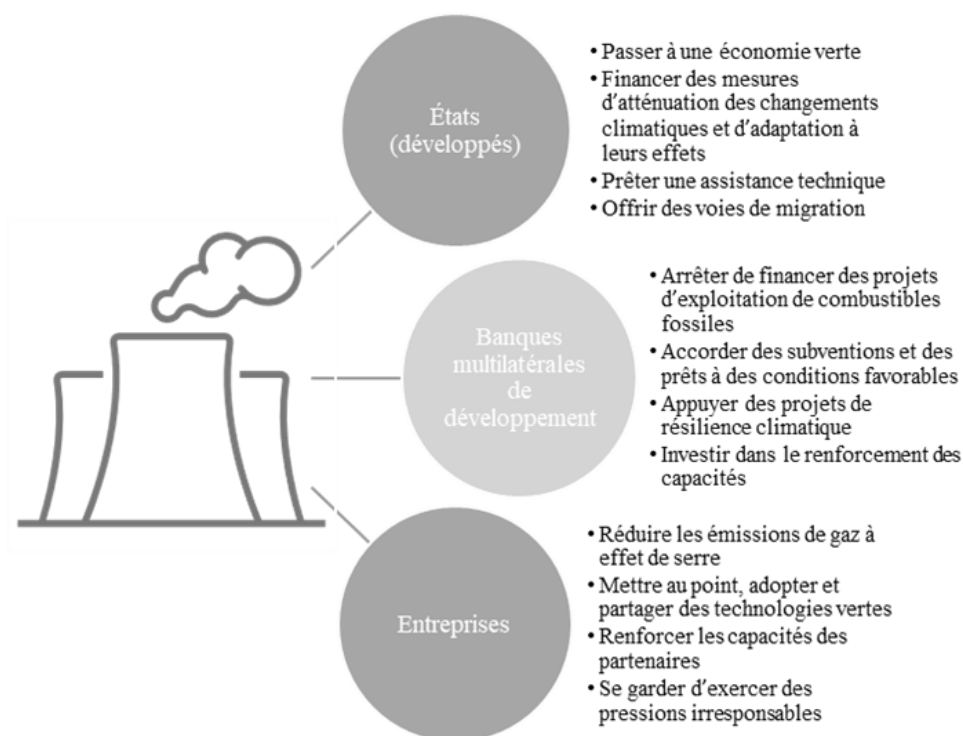 États
(développés)
• Passer à une économie verte
• Financer des mesures
d’atténuation des changements
climatiques et d’adaptation à
leurs effets
• Prêter une assistance technique
• Offrir des voies de migration
Banques
multilatérales
de
développement
• Arrêter de financer des projets
d’exploitation de combustibles
fossiles
• Accorder des subventions et des
prêts à des conditions favorables
• Appuyer des projets de
résilience climatique
• Investir dans le renforcement des
capacités
Entreprises
• Réduire les émissions de gaz à
effet de serre
• Mettre au point, adopter et
partager des technologies vertes
• Renforcer les capacités des
partenaires
• Se garder d’exercer des
pressions irresponsables